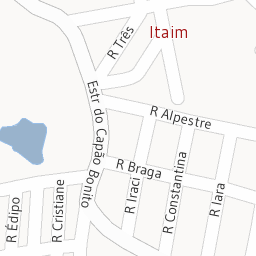 R Três
Itaim
Estr do Capão Bonito
R Alpestre
R Braga
R Édipo
R Cristiane
R Iraci
R Constantina
R Iara